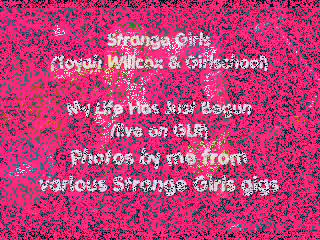 Strange Girls
(Toyah Willcox & Girlschool)
My Life Has Just Begun
(live on GLR)
Photos by me from
various Strange Girls gigs